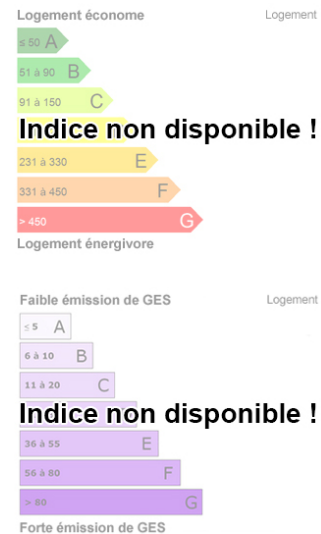 Logement économe Logement
≤ 50 A
51 à 90 B
91 à 150 C
Indice non disponible !
231 à 330 E
331 à 450 F
> 450 G
Logement énergivore
Faible émission de GES Logement
≤ 5 A
6 à 10 B
11 à 20 C
Indice non disponible !
36 à 55 E
56 à 80 F
> 80 G
Forte émission de GES